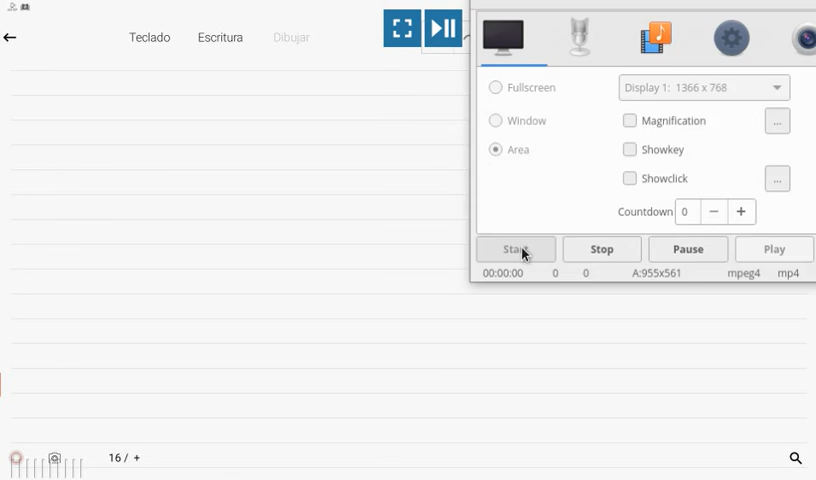 Teclado Escritura Dibujar
Fullscreen Display 1: 1366 x 768
Window Magnification ...
Area Showkey
Showclick ...
Countdown 0 − +
Start Stop Pause Play
00:00:00 0 0 A:955x561 mpeg4 mp4
16 / +